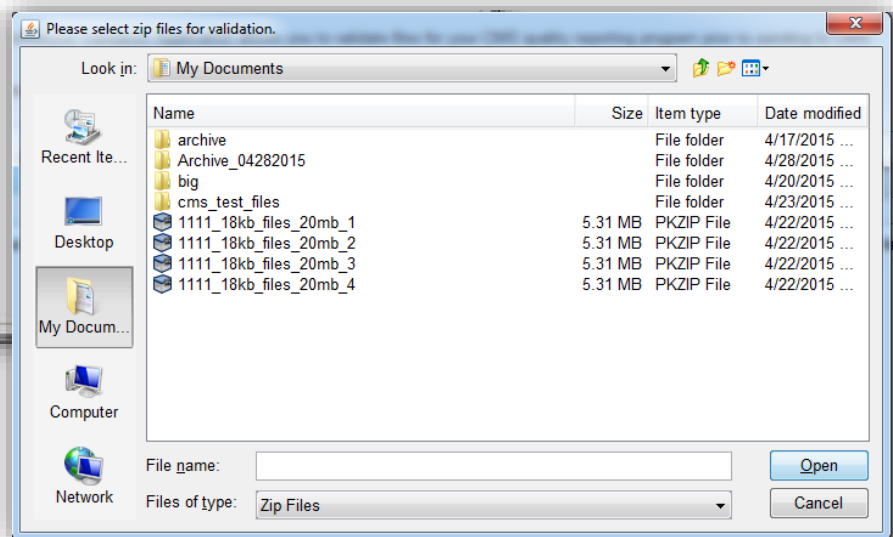 Please select zip files for validation.
Look in: My Documents
Name Size Item type Date modified
archive File folder 4/17/2015 ...
Archive_04282015 File folder 4/28/2015 ...
big File folder 4/20/2015 ...
cms_test_files File folder 4/23/2015 ...
1111_18kb_files_20mb_1 5.31 MB PKZIP File 4/22/2015 ...
1111_18kb_files_20mb_2 5.31 MB PKZIP File 4/22/2015 ...
1111_18kb_files_20mb_3 5.31 MB PKZIP File 4/22/2015 ...
1111_18kb_files_20mb_4 5.31 MB PKZIP File 4/22/2015 ...
Recent Ite...
Desktop
My Docum...
Computer
Network
File name: Open
Files of type: Zip Files Cancel